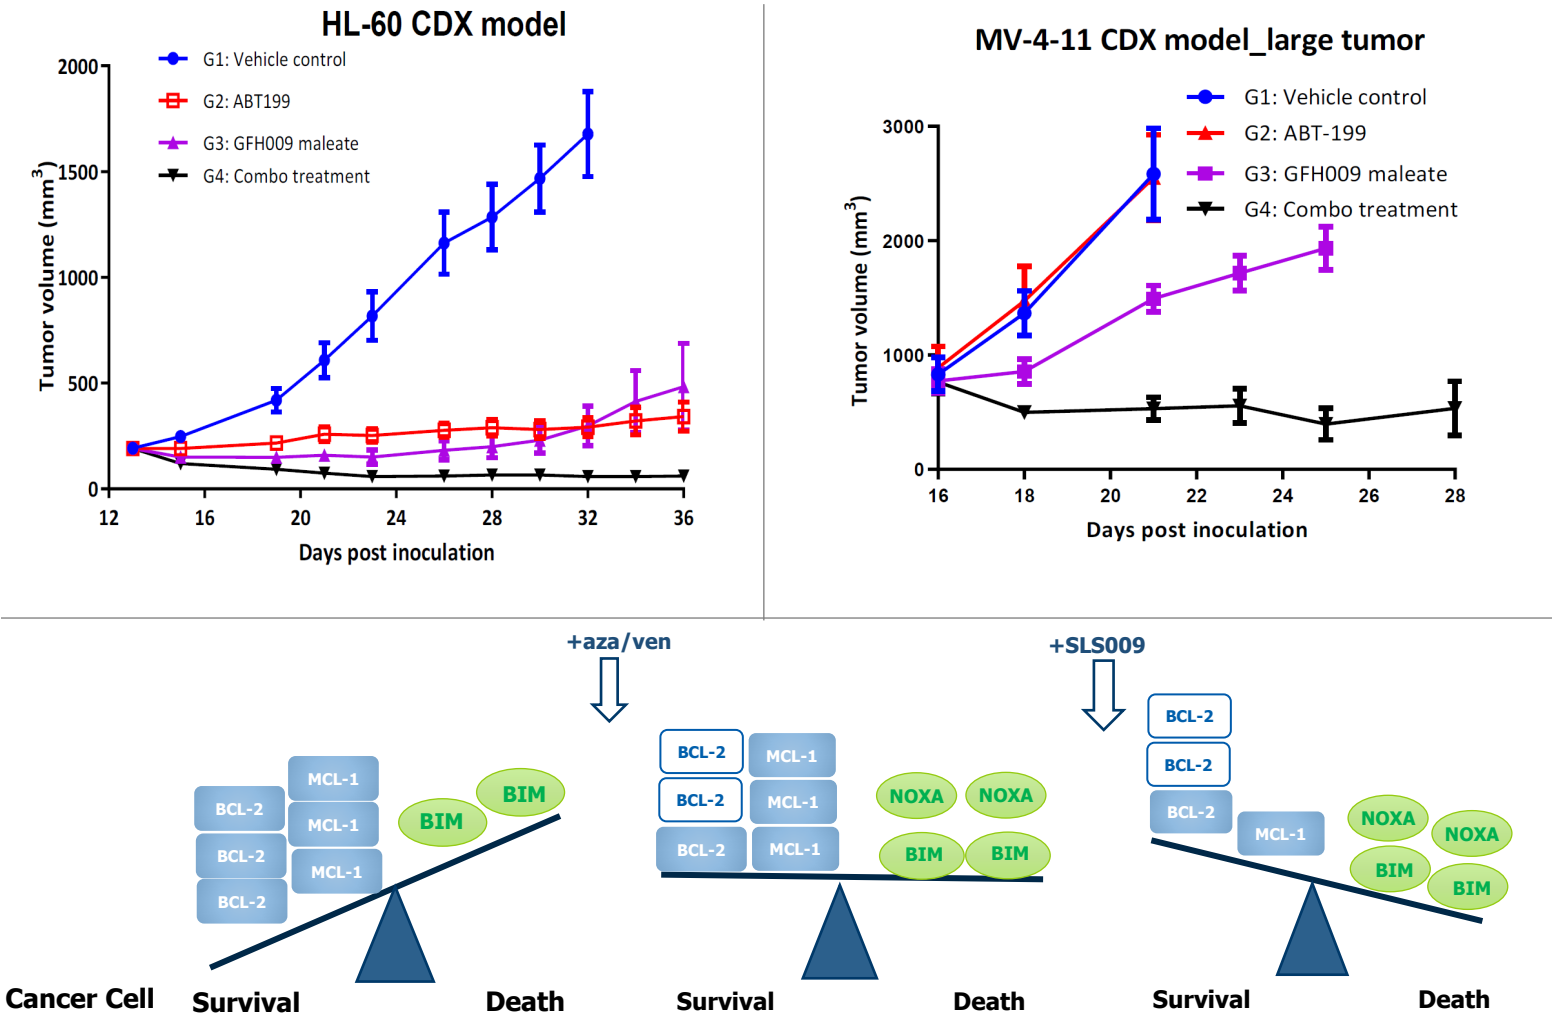 HL-60 CDX model
G1: Vehicle control
G2: ABT199
G3: GFH009 maleate
G4: Combo treatment
Tumor volume (mm3)
2000
1500
1000
500
0
12 16 20 24 28 32 36
Days post inoculation
MV-4-11 CDX model_large tumor
G1: Vehicle control
G2: ABT-199
G3: GFH009 maleate
G4: Combo treatment
Tumor volume (mm3)
3000
2000
1000
0
16 18 20 22 24 26 28
Days post inoculation
+aza/ven
+SLS009
MCL-1
BCL-2
MCL-1
BCL-2
MCL-1
BCL-2
BIM
BIM
BCL-2
MCL-1
BCL-2
MCL-1
BCL-2
MCL-1
NOXA
NOXA
BIM
BIM
BCL-2
BCL-2
BCL-2
MCL-1
NOXA
NOXA
BIM
BIM
Cancer Cell
Survival
Death
Survival
Death
Survival
Death